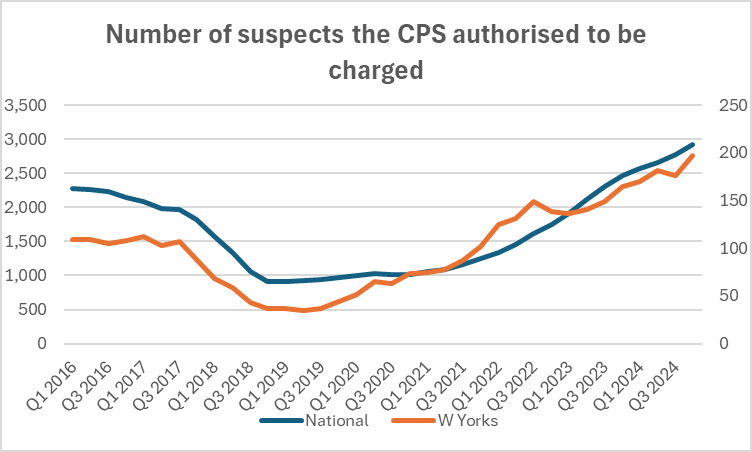 Number of suspects the CPS authorised to be
charged
3,500
3,000
2,500
2,000
1,500
1,000
500
0
250
200
150
100
50
0
Q1 2016
Q3 2016
Q1 2017
Q3 2017
Q1 2018
Q3 2018
Q1 2019
Q3 2019
Q1 2020
Q3 2020
Q1 2021
Q3 2021
Q1 2022
Q3 2022
Q1 2023
Q3 2023
Q1 2024
Q3 2024
National
W Yorks